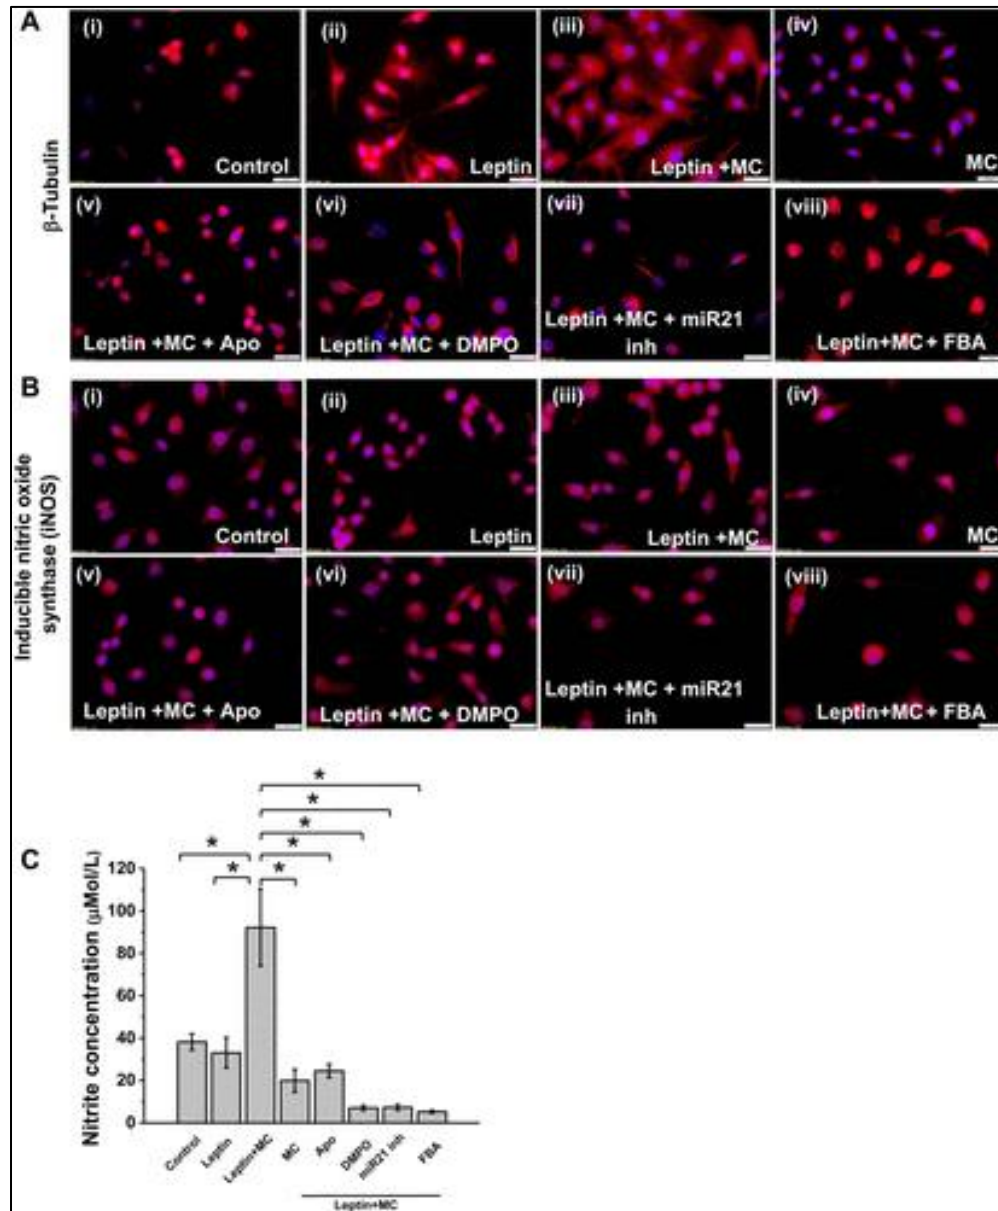 A
(i)
(ii)
(iii)
(iv)
Control
Leptin
Leptin +MC
MC
(v)
(vi)
(vii)
(viii)
Leptin +MC + Apo
Leptin +MC + DMPO
Leptin +MC + miR21
inh
Leptin+MC + FBA
β-Tubulin
B
(i)
(ii)
(iii)
(iv)
Control
Leptin
Leptin +MC
MC
(v)
(vi)
(vii)
(viii)
Leptin +MC + Apo
Leptin +MC + DMPO
Leptin +MC + miR21
inh
Leptin+MC + FBA
Inducible nitric oxide
synthase (iNOS)
C
* * * * * * *
Nitrite concentration (µMol/L)
120
100
80
60
40
20
0
Control
Leptin
Leptin+MC
MC
Apo
DMPO
miR21 inh
FBA
Leptin+MC